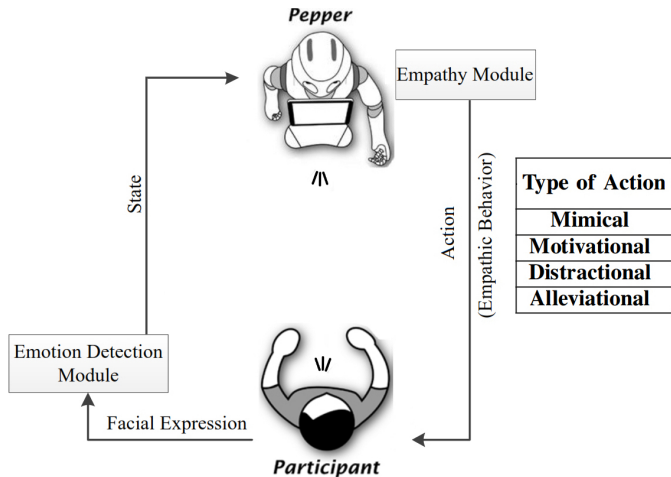 Pepper
Empathy Module
State
Action
(Empathic Behavior)
Type of Action
Mimical
Motivational
Distractional
Alleviational
Emotion Detection
Module
Facial Expression
Participant